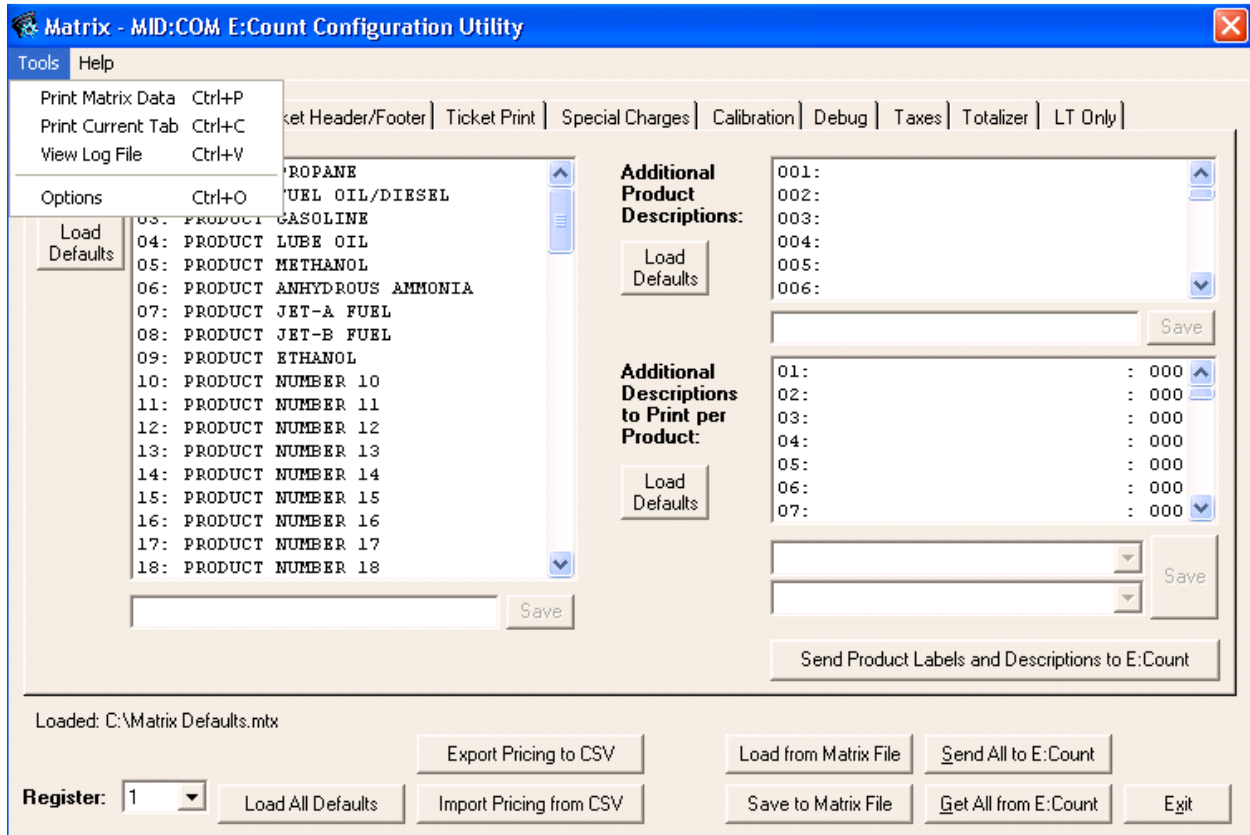 Matrix - MID:COM E:Count Configuration Utility
Tools Help
Print Matrix Data Ctrl+P
Print Current Tab Ctrl+C
View Log File Ctrl+V
Options Ctrl+O
Header/Footer Ticket Print Special Charges Calibration Debug Taxes Totalizer LT Only
PROPANE
FUEL OIL/DIESEL
03: PRODUCT GASOLINE
04: PRODUCT LUBE OIL
05: PRODUCT METHANOL
06: PRODUCT ANHYDROUS AMMONIA
07: PRODUCT JET-A FUEL
08: PRODUCT JET-B FUEL
09: PRODUCT ETHANOL
10: PRODUCT NUMBER 10
11: PRODUCT NUMBER 11
12: PRODUCT NUMBER 12
13: PRODUCT NUMBER 13
14: PRODUCT NUMBER 14
15: PRODUCT NUMBER 15
16: PRODUCT NUMBER 16
17: PRODUCT NUMBER 17
18: PRODUCT NUMBER 18
Load
Defaults
Save
Additional
Product
Descriptions:
Load
Defaults
001:
002:
003:
004:
005:
006:
Save
Additional
Descriptions
to Print per
Product:
Load
Defaults
01: : 000
02: : 000
03: : 000
04: : 000
05: : 000
06: : 000
07: : 000
Save
Send Product Labels and Descriptions to E:Count
Loaded: C:\Matrix Defaults.mtx
Export Pricing to CSV Load from Matrix File Send All to E:Count
Register: 1 Load All Defaults Import Pricing from CSV Save to Matrix File Get All from E:Count Exit